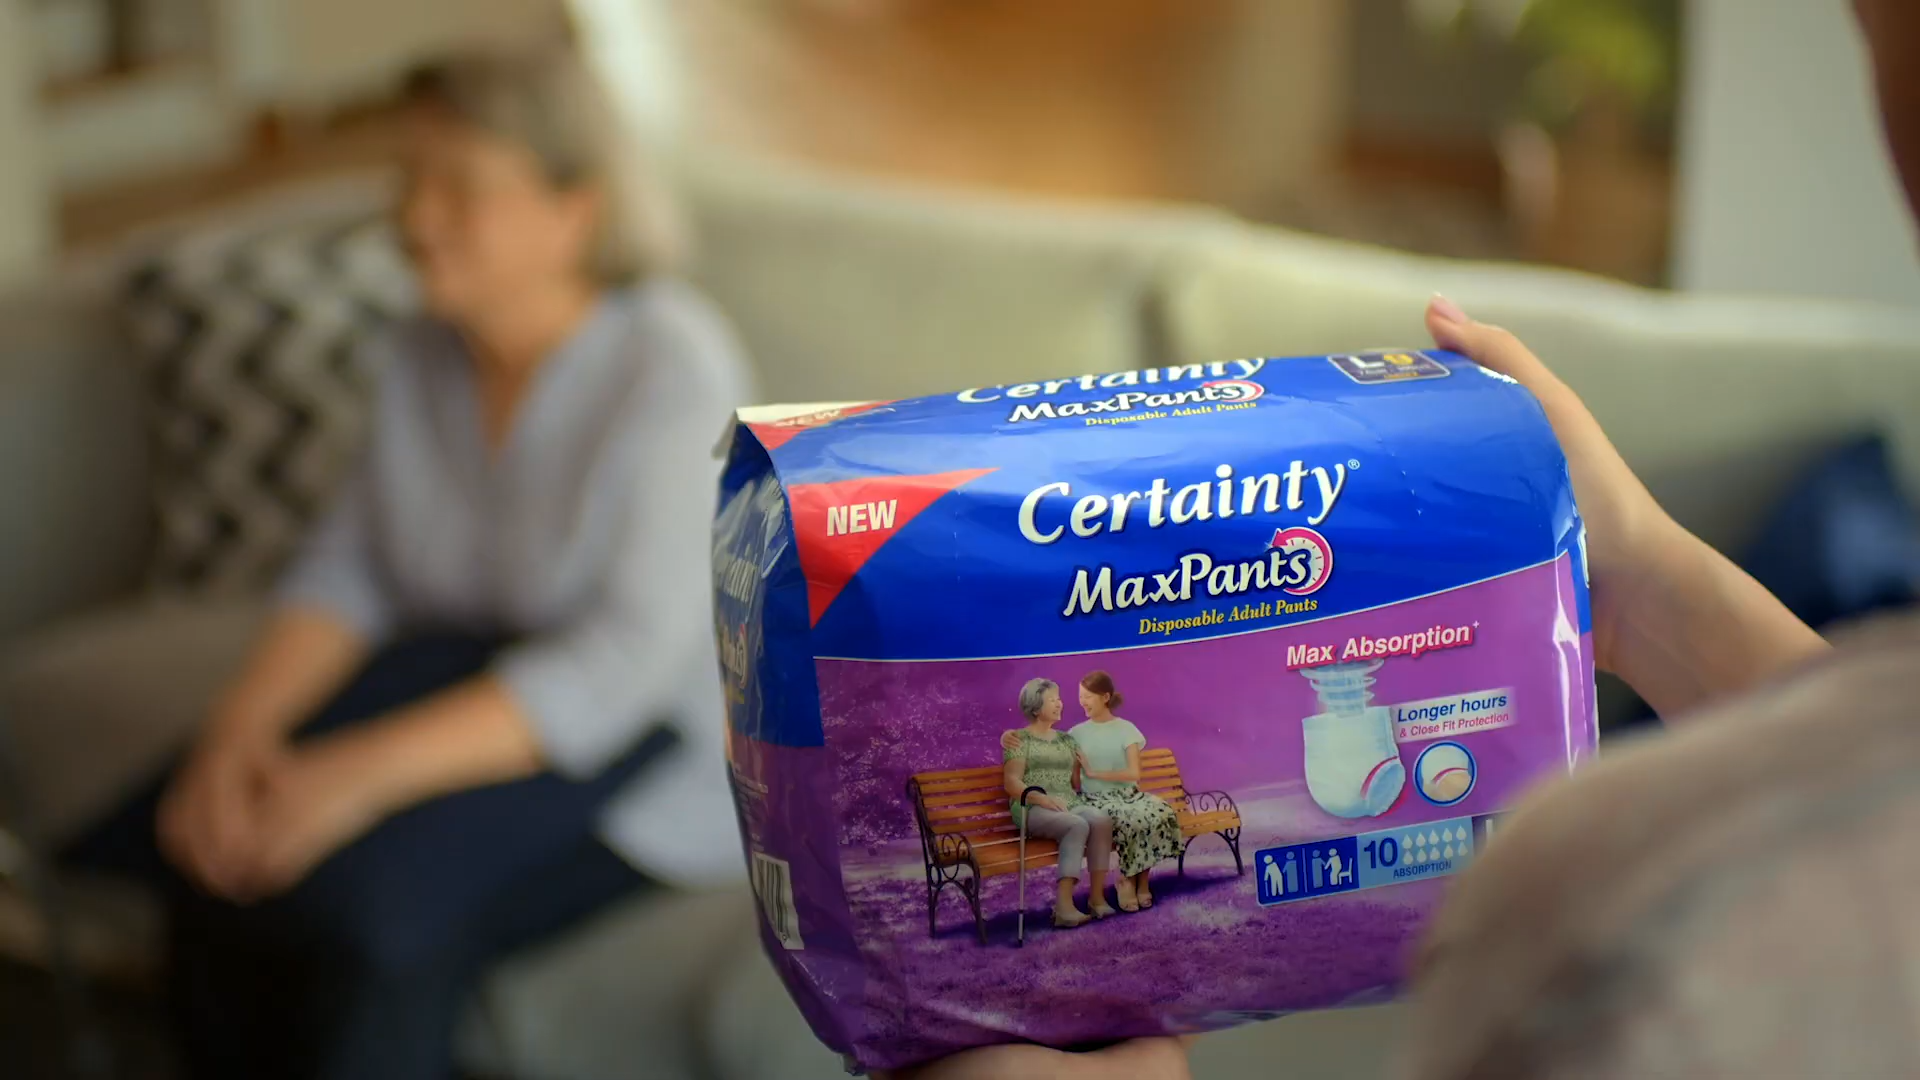 NEW
Certainty
MaxPants
Disposable Adult Pants
L
NEW
Certainty®
MaxPants
Disposable Adult Pants
Max Absorption+
Longer hours
& Close Fit Protection
10
ABSORPTION